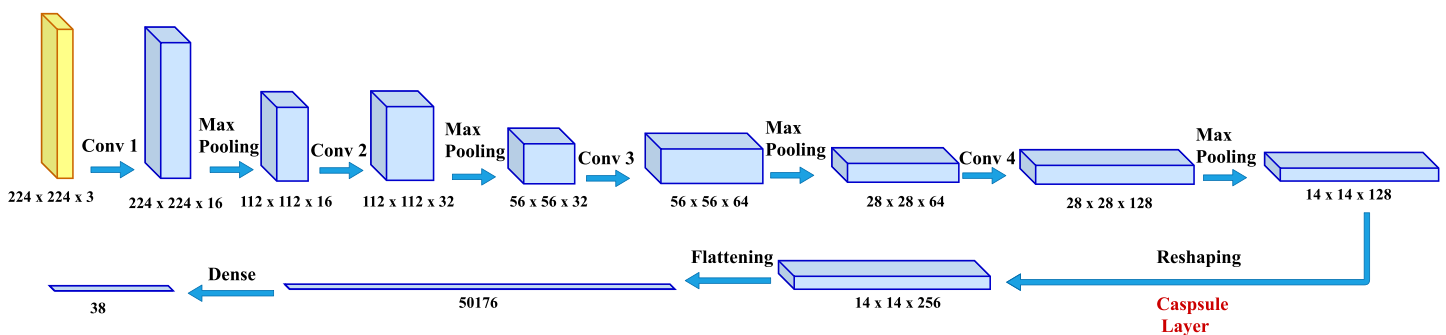 Conv 1
Max
Pooling
Conv 2
Max
Pooling
Conv 3
Max
Pooling
Conv 4
Max
Pooling
224 x 224 x 3
224 x 224 x 16
112 x 112 x 16
112 x 112 x 32
56 x 56 x 32
56 x 56 x 64
28 x 28 x 64
28 x 28 x 128
14 x 14 x 128
Reshaping
Caspsule
Layer
14 x 14 x 256
Flattening
50176
Dense
38